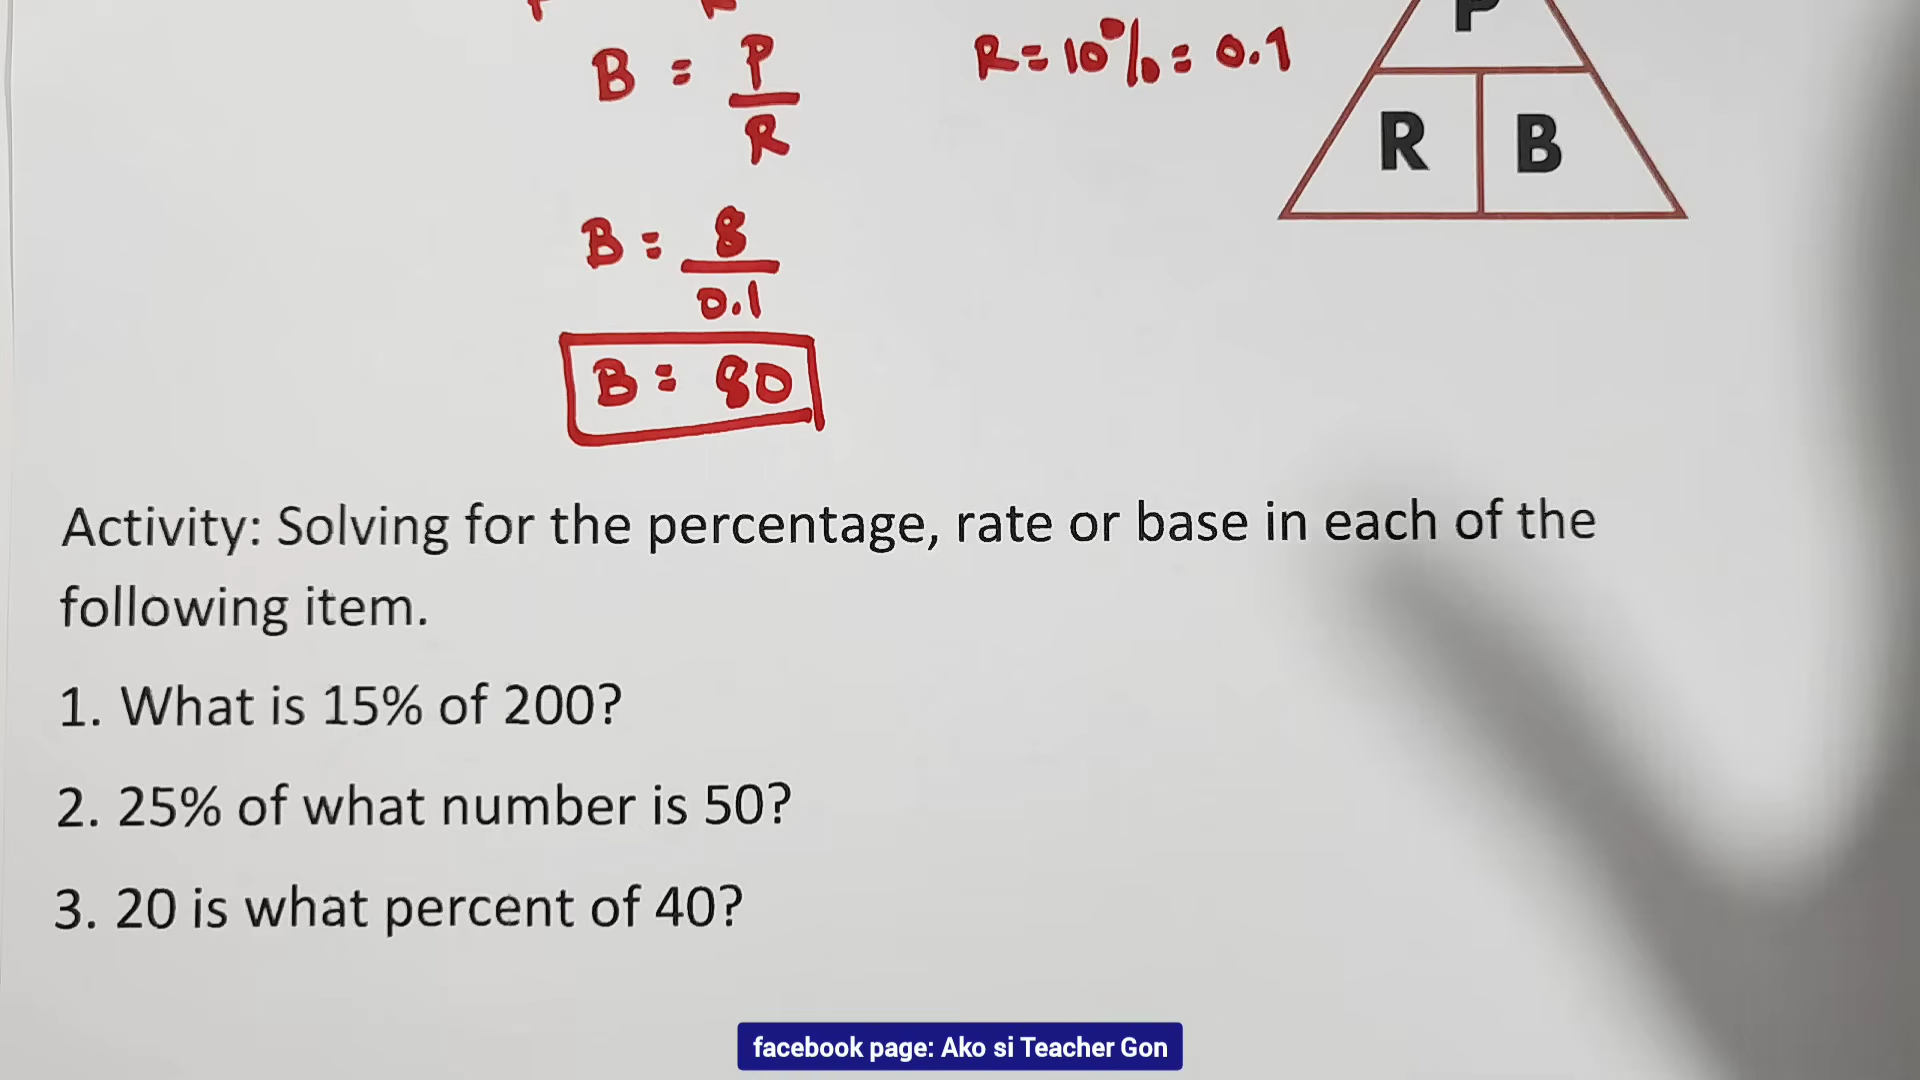 B = P
R
R = 10% = 0.1
P
R B
B = 8
0.1
B = 80
Activity: Solving for the percentage, rate or base in each of the
following item.
1. What is 15% of 200?
2. 25% of what number is 50?
3. 20 is what percent of 40?
facebook page: Ako si Teacher Gon